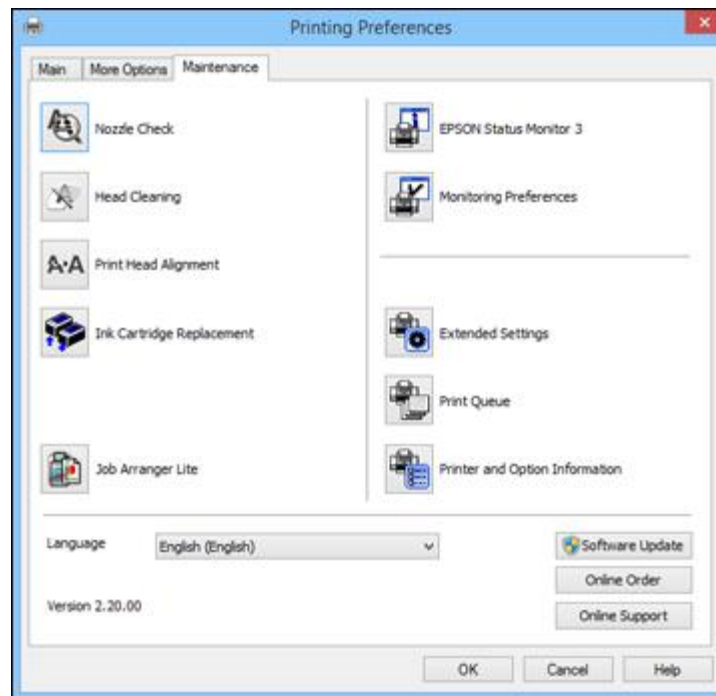 Printing Preferences
Main
More Options
Maintenance
Nozzle Check
EPSON Status Monitor 3
Head Cleaning
Monitoring Preferences
A·A Print Head Alignment
Ink Cartridge Replacement
Extended Settings
Print Queue
Job Arranger Lite
Printer and Option Information
Language
English (English)
Software Update
Online Order
Version 2.20.00
Online Support
OK
Cancel
Help